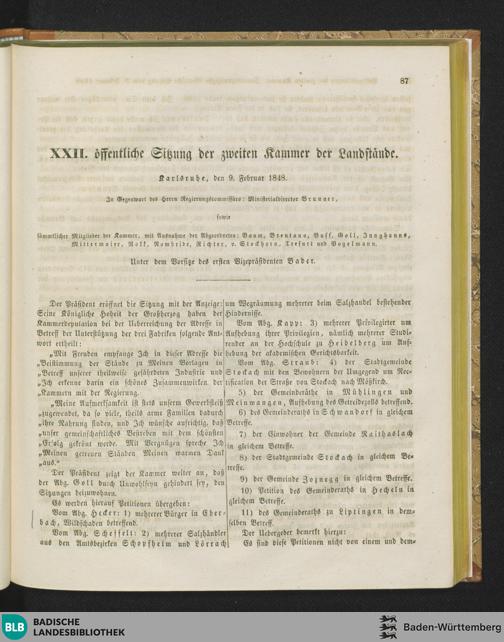 87
XXII. öffentliche Sitzung der zweiten Kammer der Landstände.
Karlsruhe, den 9. Februar 1848.
In Gegenwart des Herrn Regierungscommissärs: Ministerialdirector Brunner,
sowie
sämmtlicher Mitglieder der Kammer, mit Ausnahme der Abgeordneten: Baum, Brentano, Buff, Goll, Junghanns,
Mittermaier, Richter, v. Stockhorn, Trefurt und Vogelmann.
Unter dem Vorsitze des ersten Vizepräsidenten Bader.
Der Präsident eröffnet die Sitzung mit der Anzeige:
Seine Königliche Hoheit der Großherzog haben der
Kammerdeputation bei der Ueberreichung der Adresse in
Betreff der Unterstützung der drei Fabriken folgende Ant-
wort ertheilt:
„Mit Freuden empfange Ich in dieser Adresse die
„Beistimmung der Stände zu Meinen Vorlagen in
„Betreff unserer theilweise gefährdeten Industrie und
„Ich erkenne darin ein schönes Zusammenwirken der
„Kammern mit der Regierung.
„Meine Aufmerksamkeit ist stets unserem Gewerbfleiß
„zugewendet, da so viele, theils arme Familien dadurch
„ihre Nahrung finden, und Ich wünsche aufrichtig, daß
„unser gemeinschaftliches Bestreben mit dem schönsten
„Erfolg gekrönt werde. Mit Vergnügen spreche Ich
„Meinen getreuen Ständen Meinen warmen Dank
„aus.“
Der Präsident zeigt der Kammer weiter an, daß
der Abg. Goll durch Unwohlseyn gehindert sey, den
Sitzungen beizuwohnen.
Es werden hierauf Petitionen übergeben:
Vom Abg. Hecker: 1) mehrerer Bürger in Eber-
bach, Wildschaden betreffend.
Vom Abg. Scheffelt: 2) mehrerer Salzhändler
aus den Amtsbezirken Schopfheim und Lörrach
um Wegräumung mehrerer dem Salzhandel bestehender
Hindernisse.
Vom Abg. Kapp: 3) mehrerer Privilegirter um
Aufhebung ihrer Privilegien, nämlich mehrerer Studi-
render an der Hochschule zu Heidelberg um Auf-
hebung der akademischen Gerichtsbarkeit.
Vom Abg. Straub: 4) der Stadtgemeinde
Stockach mit den Bewohnern der Umgegend um Rec-
tification der Straße von Stockach nach Mößkirch.
5) der Gemeinderäthe in Mühlingen und
Mainwangen, Aufhebung des Getreidezolls betreffend.
6) des Gemeinderaths in Schwandorf in gleichem
Betreffe.
7) der Einwohner der Gemeinde Raithaslach
in gleichem Betreffe.
8) der Stadtgemeinde Stockach in gleichem Be-
treffe.
9) der Gemeinde Zoznegg in gleichem Betreffe.
10) Petition des Gemeinderaths in Hecheln in
gleichem Betreffe.
11) des Gemeinderaths zu Liptingen in dem-
selben Betreff.
Der Uebergeber bemerkt hierzu:
Es sind diese Petitionen nicht von einem und dem-
BLB
BADISCHE
LANDESBIBLIOTHEK
Baden-Württemberg